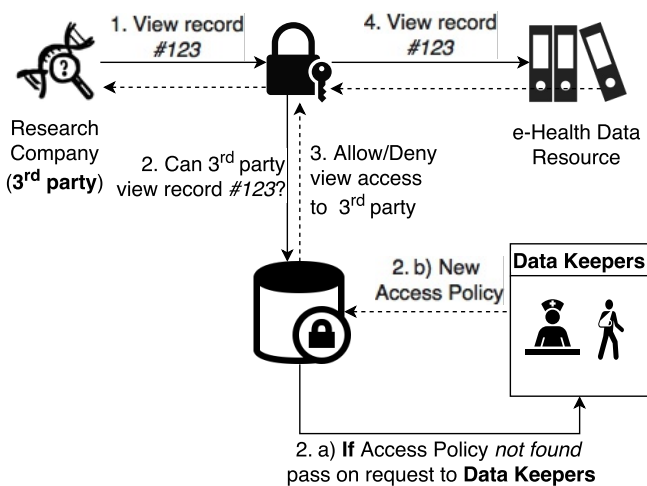 1. View record
#123
4. View record
#123
Research
Company
(3rd party)
e-Health Data
Resource
2. Can 3rd party
view record #123?
3. Allow/Deny
view access
to 3rd party
Data Keepers
2. b) New
Access Policy
2. a) If Access Policy not found
pass on request to Data Keepers
?